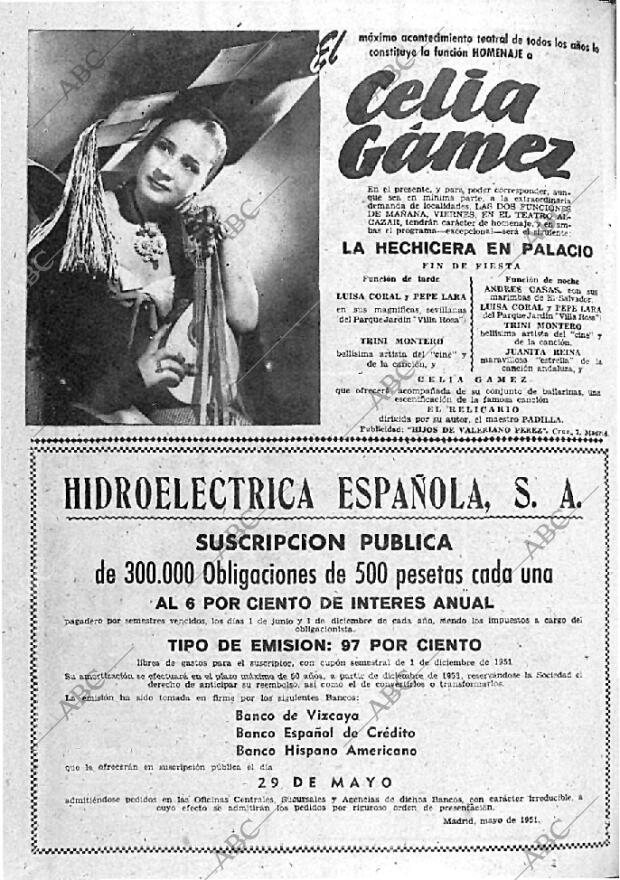 El máximo acontecimiento teatral de todos los años lo
constituye la función HOMENAJE a
Celia
Gámez
En el presente, y para poder corresponder, aun-
que sea en mínima parte, a la extraordinaria
demanda de localidades, LAS DOS FUNCIONES
DE MAÑANA, VIERNES, EN EL TEATRO AL-
CAZAR, tendrán carácter de homenaje, y en am-
bas el programa—excepcional—será el siguiente:
LA HECHICERA EN PALACIO
FIN DE FIESTA
Función de tarde
LUISA CORAL y PEPE LARA
en sus magníficas, sevillanas
(del Parque Jardín "Villa Rosa")
TRINI MONTERO
bellísima artista del "cine" y
de la canción, y
Función de noche
ANDRES CAÑAS, con sus
marimbas de El Salvador.
LUISA CORAL y PEPE LARA
(del Parque Jardín "Villa Rosa")
TRINI MONTERO
bellísima artista del "cine" y
de la canción.
JUANITA REINA
maravillosa "estrella" de la
canción andaluza, y
CELIA GAMEZ
que ofrecerá, acompañada de su conjunto de bailarinas, una
escenificación de la famosa canción
EL RELICARIO
dirigida por su autor, el maestro PADILLA.
Publicidad: "HIJOS DE VALERIANO PEREZ". Cruz, 7. Madrid
HIDROELECTRICA ESPAÑOLA, S. A.
SUSCRIPCION PUBLICA
de 300.000 Obligaciones de 500 pesetas cada una
AL 6 POR CIENTO DE INTERES ANUAL
pagadero por semestres vencidos, los días 1 de junio y 1 de diciembre de cada año, siendo los impuestos a cargo del
obligacionista.
TIPO DE EMISION: 97 POR CIENTO
libres de gastos para el suscriptor, con cupón semestral de 1 de diciembre de 1951.
Su amortización se efectuará en el plazo máximo de 50 años, a partir de diciembre de 1953, reservándose la Sociedad el
derecho de anticipar su reembolso, así como el de convertirlos o transformarlos.
La emisión ha sido tomada en firme por los siguientes Bancos:
Banco de Vizcaya
Banco Español de Crédito
Banco Hispano Americano
que la ofrecerán en suscripción pública el día
29 DE MAYO
admitiéndose pedidos en las Oficinas Centrales, Sucursales y Agencias de dichos Bancos, con carácter irreducible, a
cuyo efecto se admitirán los pedidos por riguroso orden de presentación.
Madrid, mayo de 1951.